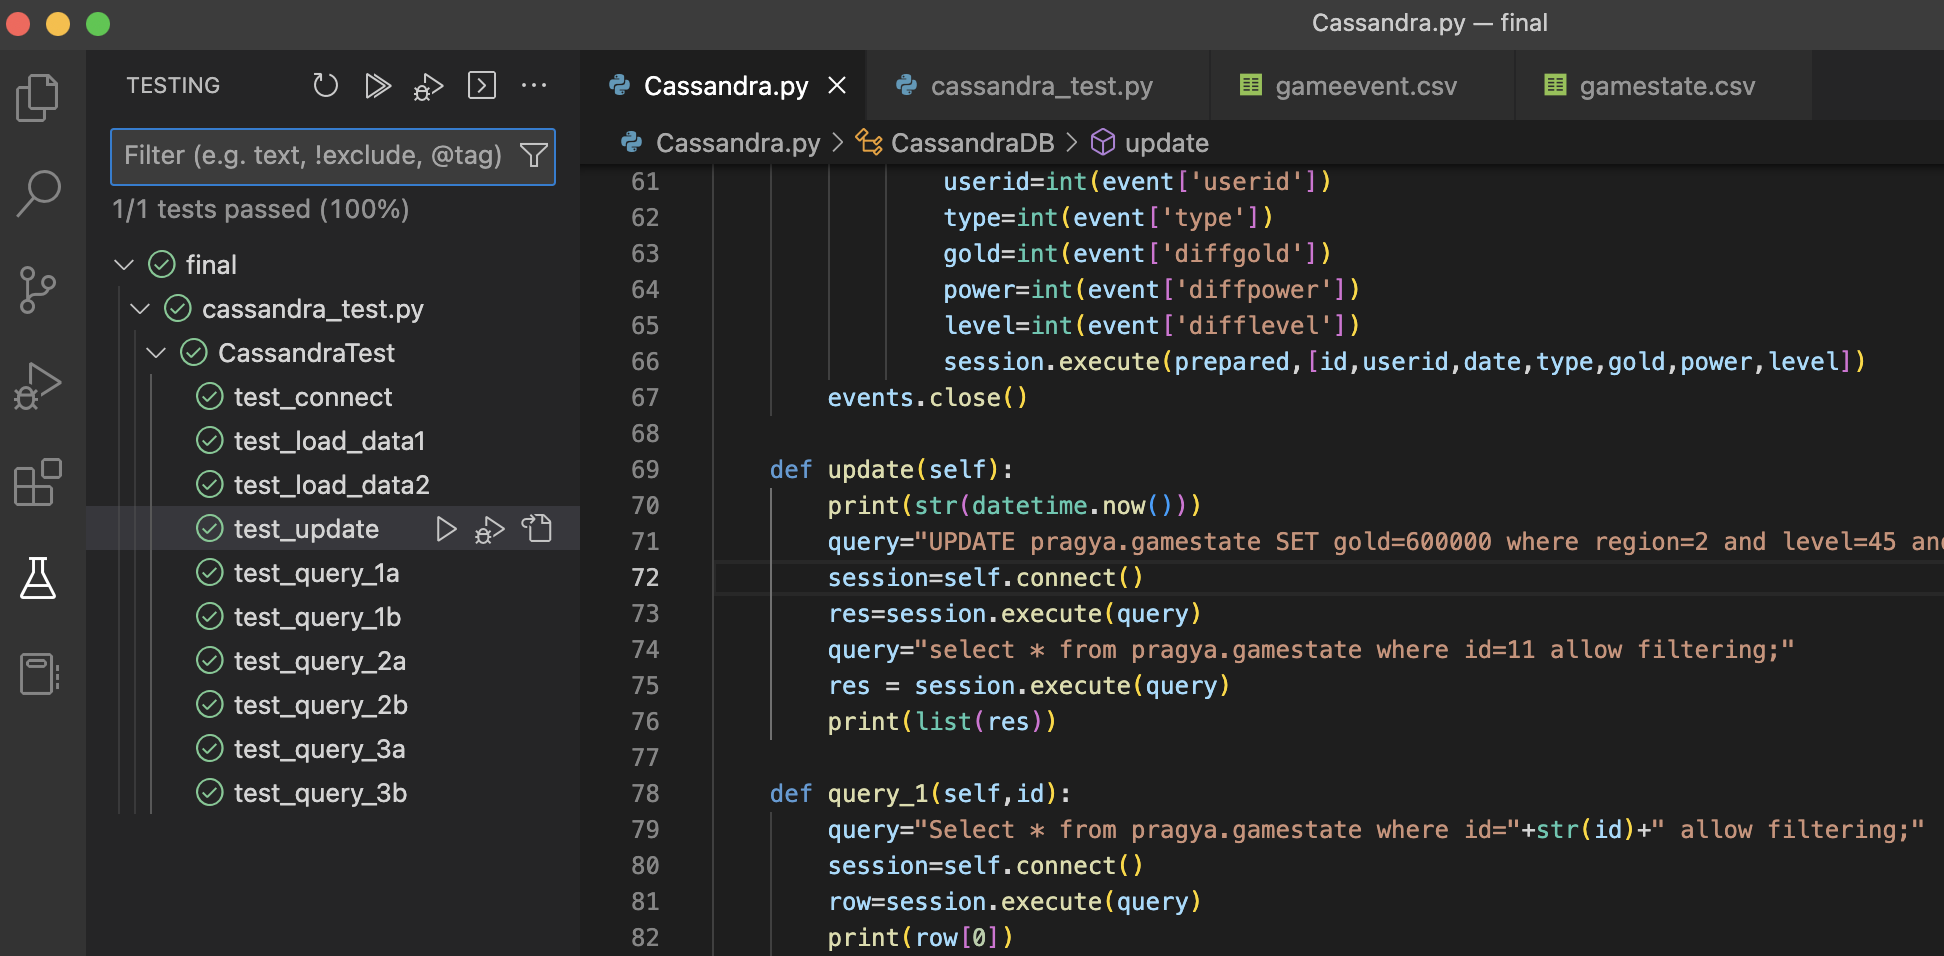 Cassandra.py — final
TESTING
Cassandra.py
cassandra_test.py
gameevent.csv
gamestate.csv
Filter (e.g. text, !exclude, @tag)
1/1 tests passed (100%)
final
cassandra_test.py
CassandraTest
test_connect
test_load_data1
test_load_data2
test_update
test_query_1a
test_query_1b
test_query_2a
test_query_2b
test_query_3a
test_query_3b
Cassandra.py > CassandraDB > update
61 userid=int(event['userid'])
62 type=int(event['type'])
63 gold=int(event['diffgold'])
64 power=int(event['diffpower'])
65 level=int(event['difflevel'])
66 session.execute(prepared,[id,userid,date,type,gold,power,level])
67 events.close()
68
69 def update(self):
70 print(str(datetime.now()))
71 query="UPDATE pragya.gamestate SET gold=600000 where region=2 and level=45 and
72 session=self.connect()
73 res=session.execute(query)
74 query="select * from pragya.gamestate where id=11 allow filtering;"
75 res = session.execute(query)
76 print(list(res))
77
78 def query_1(self,id):
79 query="Select * from pragya.gamestate where id="+str(id)+" allow filtering;"
80 session=self.connect()
81 row=session.execute(query)
82 print(row[0])